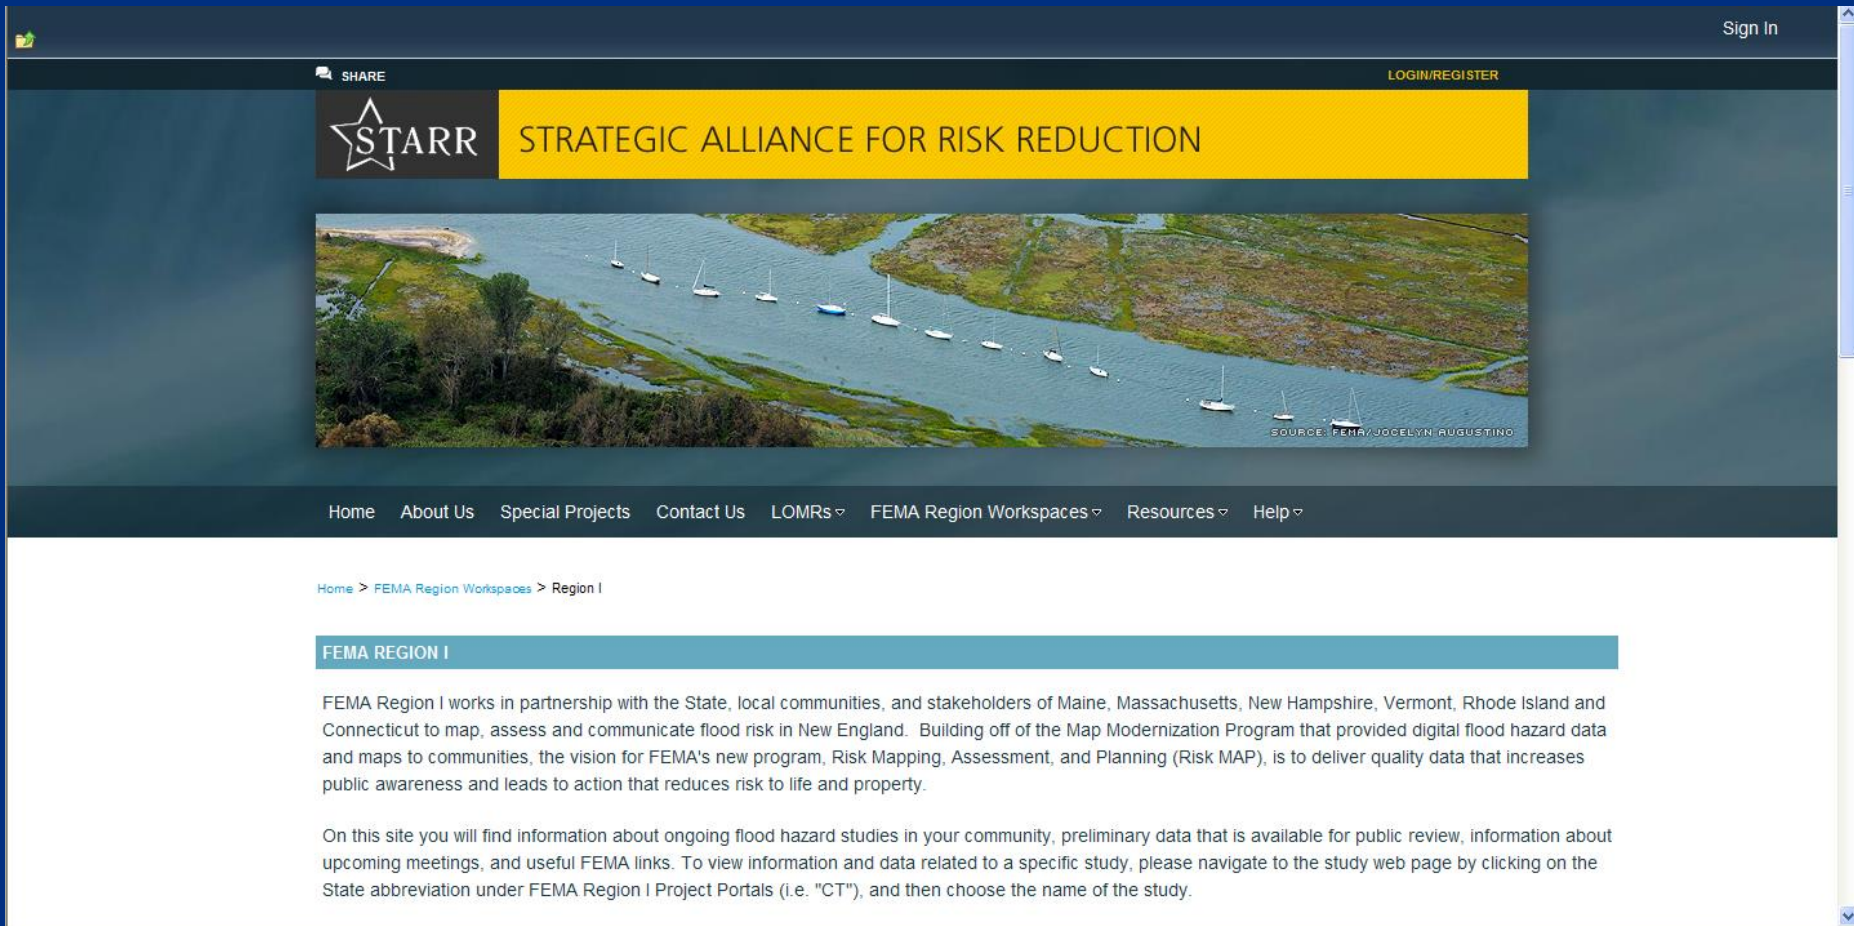 Sign In
SHARE
LOGIN/REGISTER
STARR
STRATEGIC ALLIANCE FOR RISK REDUCTION
SOURCE: FEMA/JOCELYN AUGUSTINO
Home About Us Special Projects Contact Us LOMRs FEMA Region Workspaces Resources Help
Home > FEMA Region Workspaces > Region I
FEMA REGION I
FEMA Region I works in partnership with the State, local communities, and stakeholders of Maine, Massachusetts, New Hampshire, Vermont, Rhode Island and
Connecticut to map, assess and communicate flood risk in New England.  Building off of the Map Modernization Program that provided digital flood hazard data
and maps to communities, the vision for FEMA's new program, Risk Mapping, Assessment, and Planning (Risk MAP), is to deliver quality data that increases
public awareness and leads to action that reduces risk to life and property.
On this site you will find information about ongoing flood hazard studies in your community, preliminary data that is available for public review, information about
upcoming meetings, and useful FEMA links. To view information and data related to a specific study, please navigate to the study web page by clicking on the
State abbreviation under FEMA Region I Project Portals (i.e. "CT"), and then choose the name of the study.